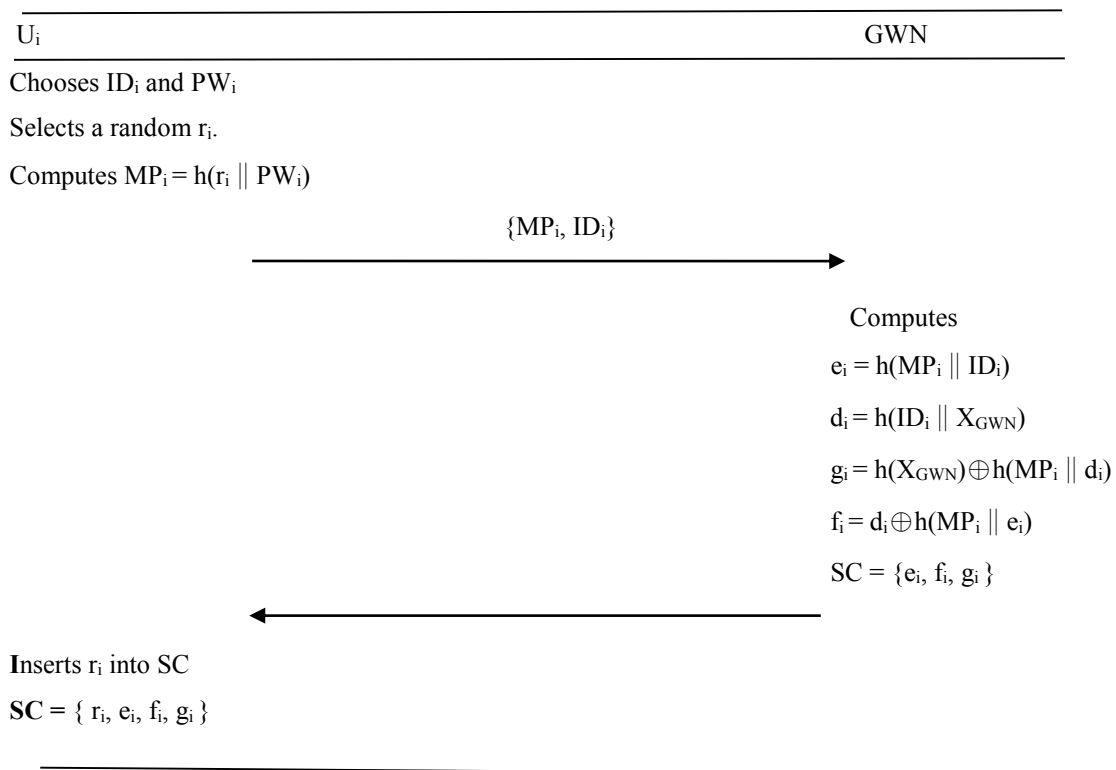 Uᵢ GWN
Chooses IDᵢ and PWᵢ
Selects a random rᵢ.
Computes MPᵢ = h(rᵢ || PWᵢ)
{MPᵢ, IDᵢ}
Computes
eᵢ = h(MPᵢ || IDᵢ)
dᵢ = h(IDᵢ || X_GWN)
gᵢ = h(X_GWN)⊕h(MPᵢ || dᵢ)
fᵢ = dᵢ⊕h(MPᵢ || eᵢ)
SC = {eᵢ, fᵢ, gᵢ }
Inserts rᵢ into SC
SC = { rᵢ, eᵢ, fᵢ, gᵢ }